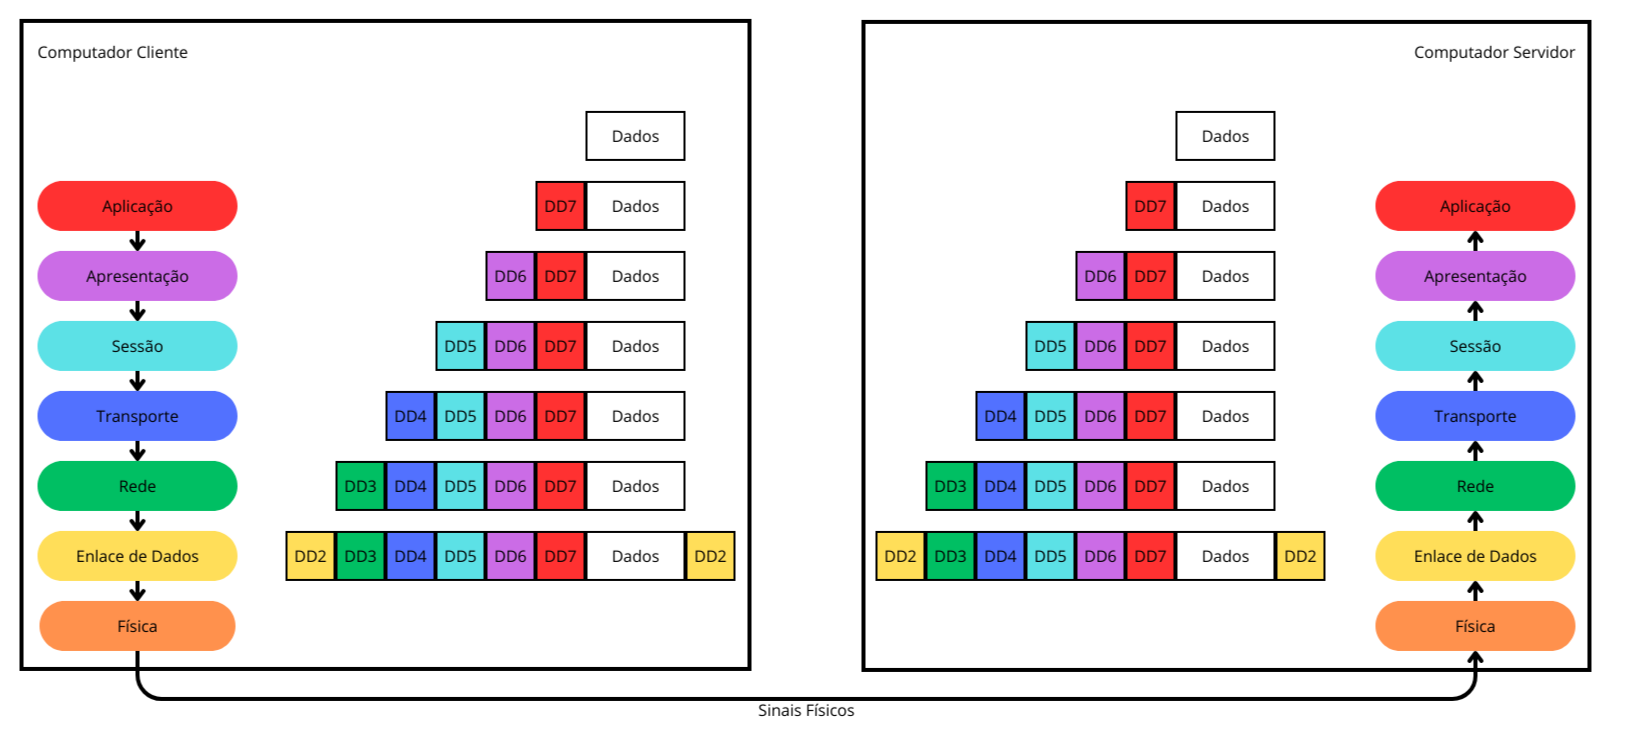 Computador Cliente
Dados
Aplicação DD7 Dados
Apresentação DD6 DD7 Dados
Sessão DD5 DD6 DD7 Dados
Transporte DD4 DD5 DD6 DD7 Dados
Rede DD3 DD4 DD5 DD6 DD7 Dados
Enlace de Dados DD2 DD3 DD4 DD5 DD6 DD7 Dados DD2
Física
Computador Servidor
Dados
DD7 Dados Aplicação
DD6 DD7 Dados Apresentação
DD5 DD6 DD7 Dados Sessão
DD4 DD5 DD6 DD7 Dados Transporte
DD3 DD4 DD5 DD6 DD7 Dados Rede
DD2 DD3 DD4 DD5 DD6 DD7 Dados DD2 Enlace de Dados
Física
Sinais Físicos